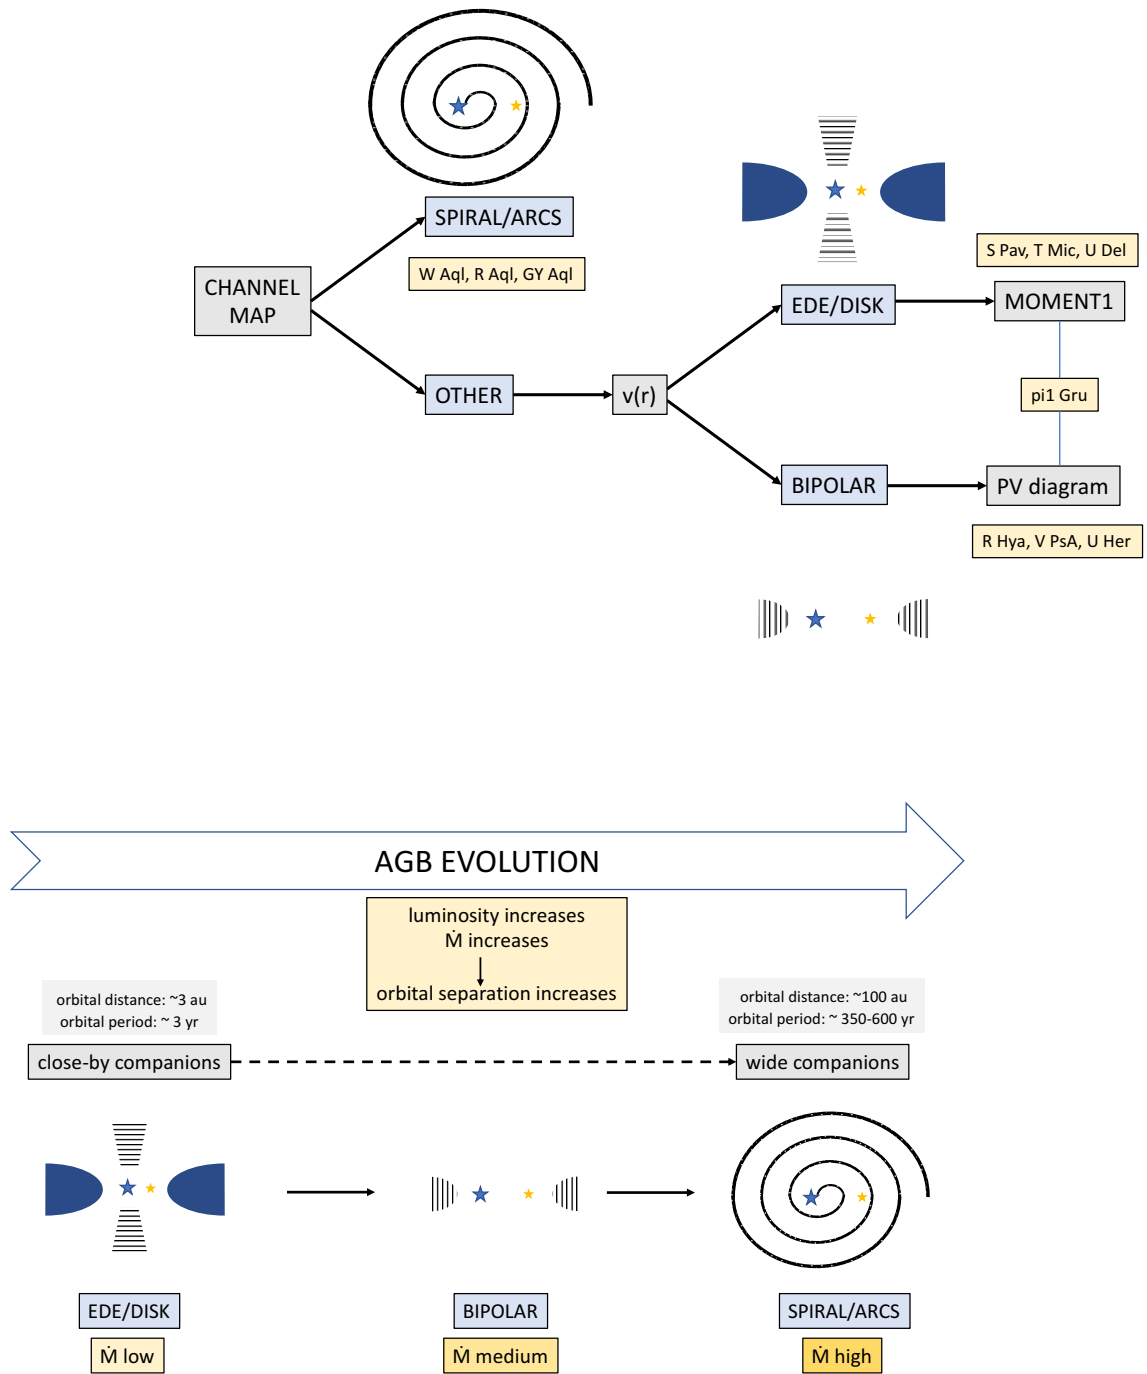 SPIRAL/ARCS
W Aql, R Aql, GY Aql
CHANNEL
MAP
OTHER
v(r)
EDE/DISK
S Pav, T Mic, U Del
MOMENT1
pi1 Gru
BIPOLAR
PV diagram
R Hya, V PsA, U Her
AGB EVOLUTION
luminosity increases
Ṁ increases
orbital separation increases
orbital distance: ~3 au
orbital period: ~ 3 yr
close-by companions
orbital distance: ~100 au
orbital period: ~ 350-600 yr
wide companions
EDE/DISK
BIPOLAR
SPIRAL/ARCS
Ṁ low
Ṁ medium
Ṁ high